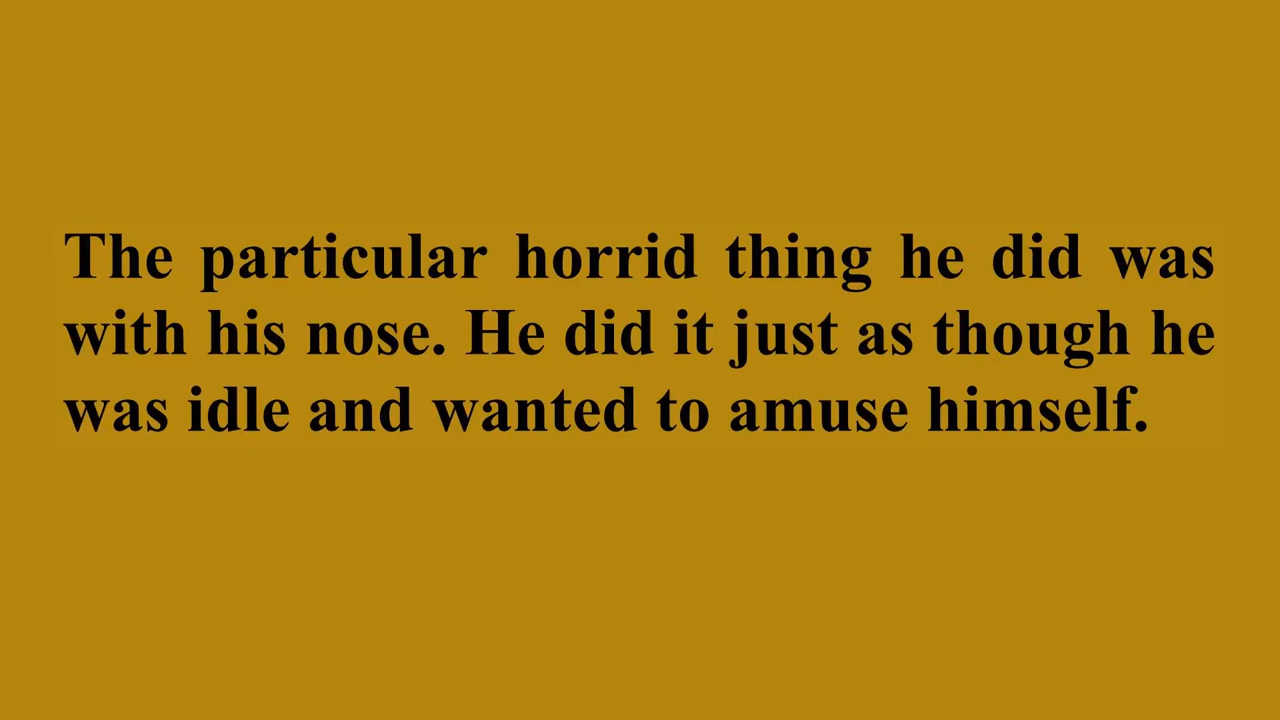 The particular horrid thing he did was
with his nose. He did it just as though he
was idle and wanted to amuse himself.